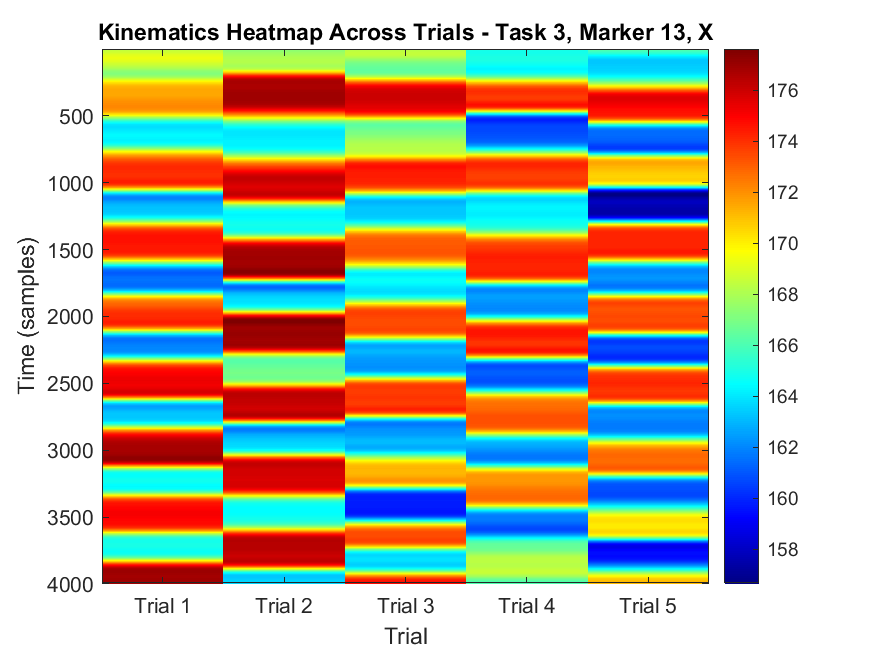 Kinematics Heatmap Across Trials - Task 3, Marker 13, X
500
1000
1500
2000
2500
3000
3500
4000
Time (samples)
Trial 1
Trial 2
Trial 3
Trial 4
Trial 5
Trial
176
174
172
170
168
166
164
162
160
158